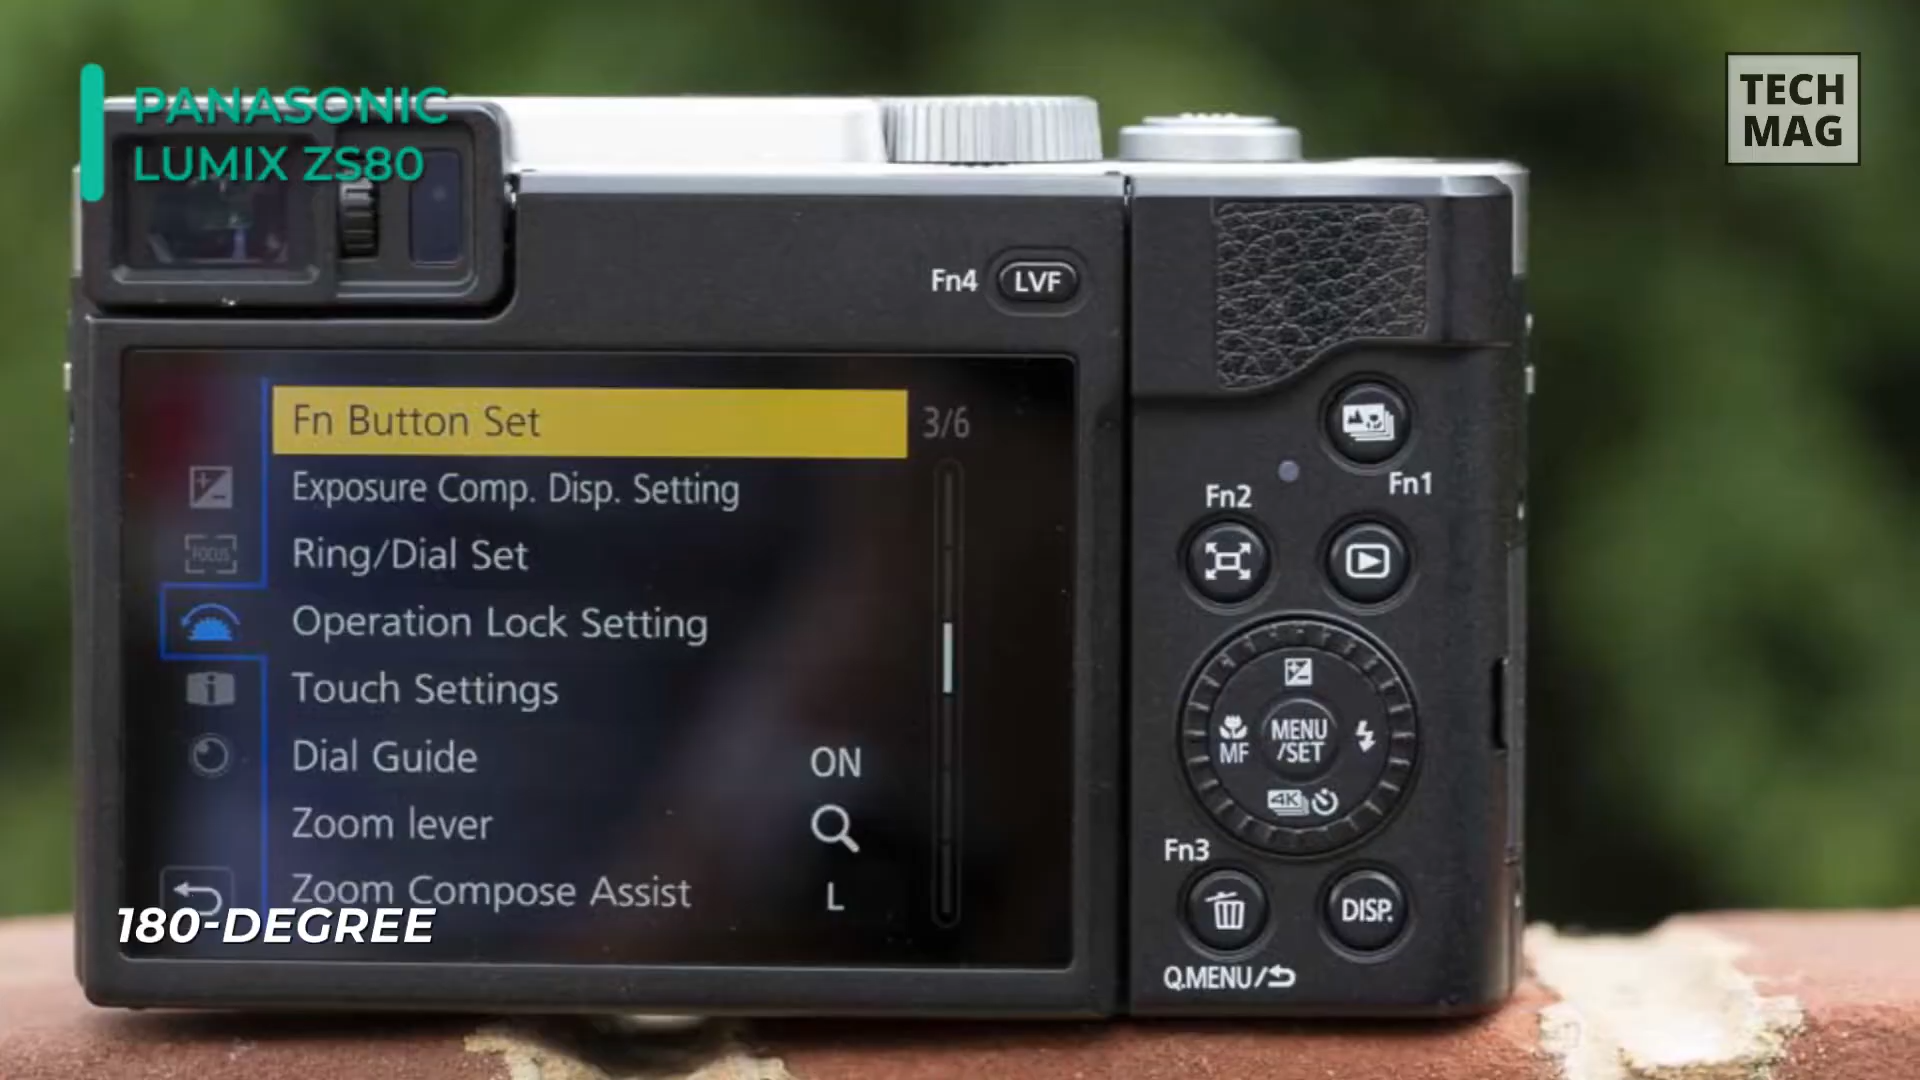 PANASONIC
LUMIX ZS80
TECH
MAG
Fn4 LVF
Fn Button Set 3/6
Exposure Comp. Disp. Setting
FOCUS
Ring/Dial Set
Operation Lock Setting
Touch Settings
Dial Guide ON
Zoom lever
Zoom Compose Assist L
180-DEGREE
Fn1
Fn2
MF
MENU
/SET
4K
Fn3
DISP.
Q.MENU/